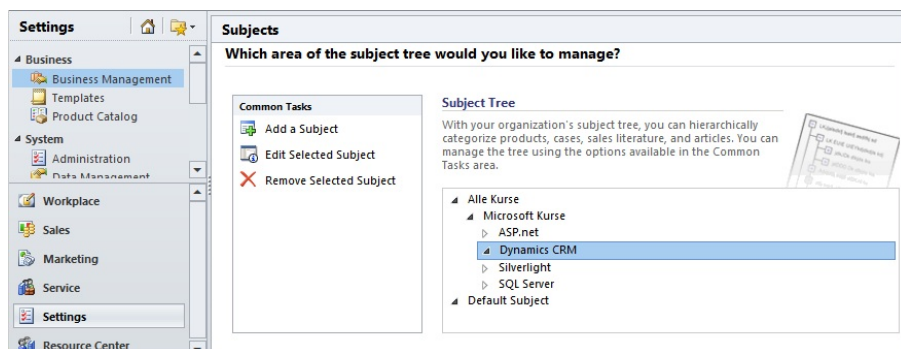 Settings
Business
Business Management
Templates
Product Catalog
System
Administration
Data Management
Workplace
Sales
Marketing
Service
Settings
Resource Center
Subjects
Which area of the subject tree would you like to manage?
Common Tasks
Add a Subject
Edit Selected Subject
Remove Selected Subject
Subject Tree
With your organization's subject tree, you can hierarchically
categorize products, cases, sales literature, and articles. You can
manage the tree using the options available in the Common
Tasks area.
Alle Kurse
Microsoft Kurse
ASP.net
Dynamics CRM
Silverlight
SQL Server
Default Subject